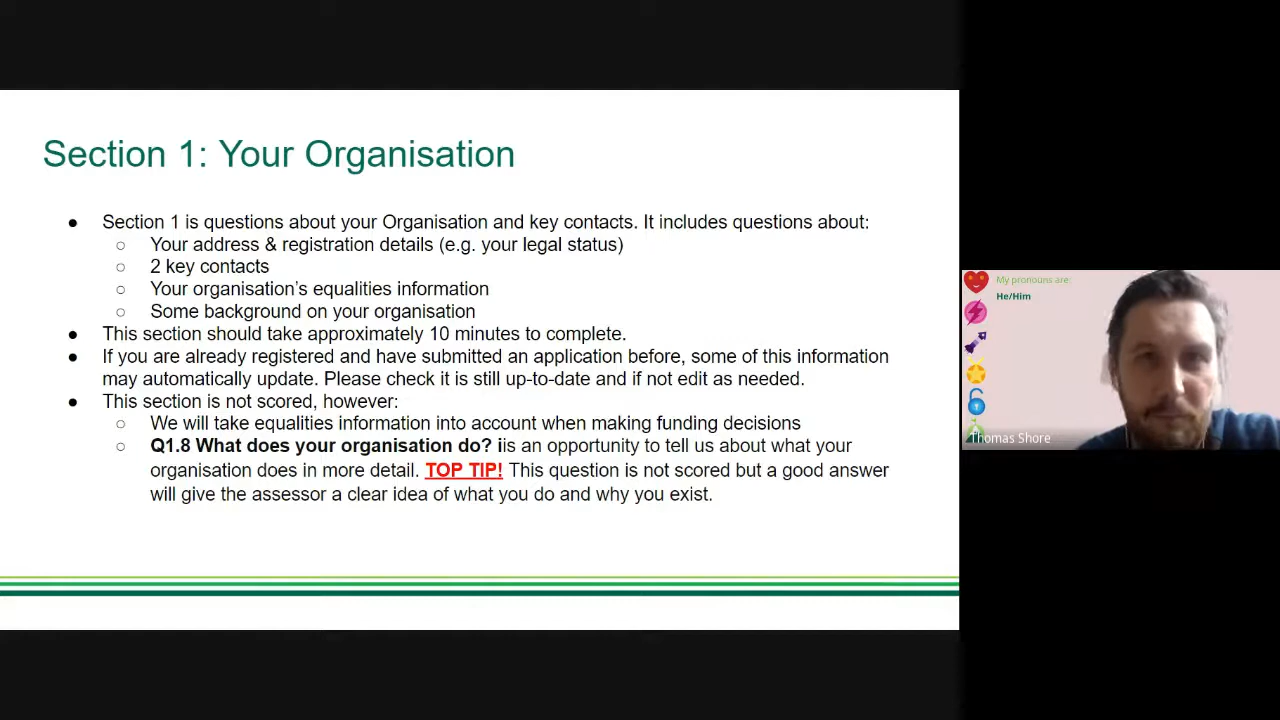 Section 1: Your Organisation
● Section 1 is questions about your Organisation and key contacts. It includes questions about:
○ Your address & registration details (e.g. your legal status)
○ 2 key contacts
○ Your organisation's equalities information
○ Some background on your organisation
● This section should take approximately 10 minutes to complete.
● If you are already registered and have submitted an application before, some of this information
may automatically update. Please check it is still up-to-date and if not edit as needed.
● This section is not scored, however:
○ We will take equalities information into account when making funding decisions
○ Q1.8 What does your organisation do? iis an opportunity to tell us about what your
organisation does in more detail. TOP TIP! This question is not scored but a good answer
will give the assessor a clear idea of what you do and why you exist.
My pronouns are:
He/Him
Thomas Shore